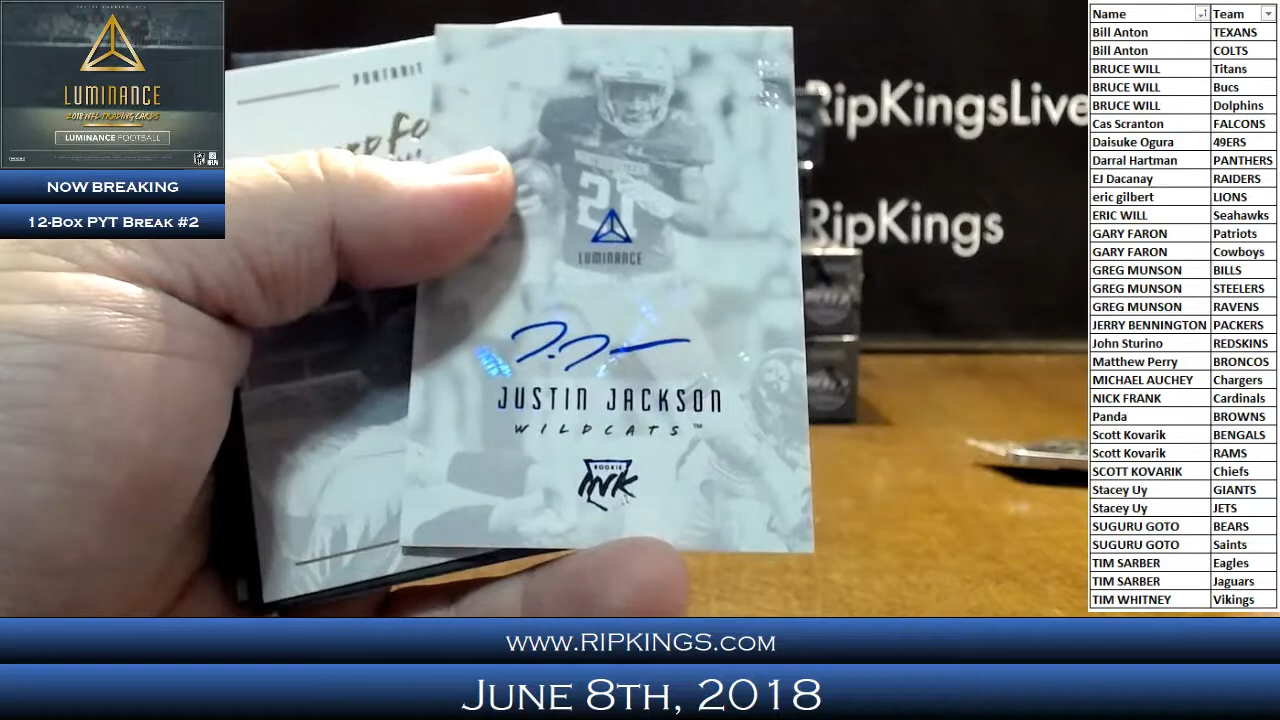 LUMINANCE
2018 NFL TRADING CARDS
LUMINANCE FOOTBALL
NOW BREAKING
12-Box PYT Break #2
PORTRAIT
RipKingsLive
RipKings
21
LUMINANCE
JUSTIN JACKSON
WILDCATS™
ROOKIE
INK
Name Team
Bill Anton TEXANS
Bill Anton COLTS
BRUCE WILL Titans
BRUCE WILL Bucs
BRUCE WILL Dolphins
Cas Scranton FALCONS
Daisuke Ogura 49ERS
Darral Hartman PANTHERS
EJ Dacanay RAIDERS
eric gilbert LIONS
ERIC WILL Seahawks
GARY FARON Patriots
GARY FARON Cowboys
GREG MUNSON BILLS
GREG MUNSON STEELERS
GREG MUNSON RAVENS
JERRY BENNINGTON PACKERS
John Sturino REDSKINS
Matthew Perry BRONCOS
MICHAEL AUCHEY Chargers
NICK FRANK Cardinals
Panda BROWNS
Scott Kovarik BENGALS
Scott Kovarik RAMS
SCOTT KOVARIK Chiefs
Stacey Uy GIANTS
Stacey Uy JETS
SUGURU GOTO BEARS
SUGURU GOTO Saints
TIM SARBER Eagles
TIM SARBER Jaguars
TIM WHITNEY Vikings
www.RIPKINGS.COM
June 8th, 2018